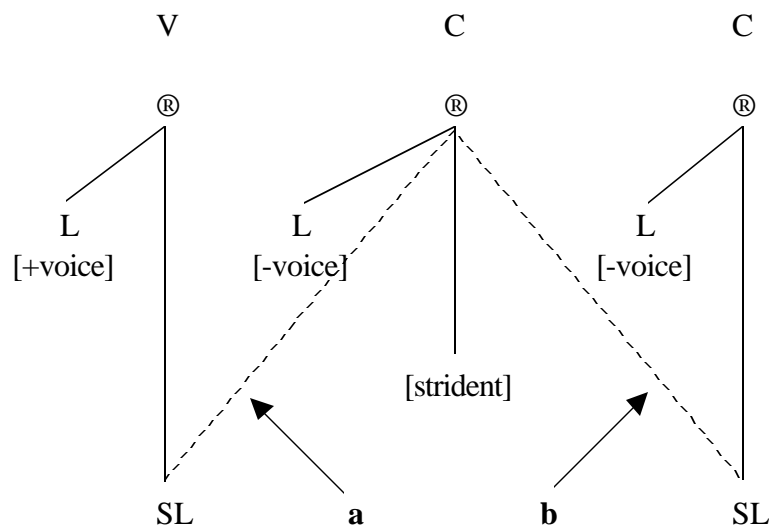 V C C
® ® ®
L L L
[+voice] [-voice] [-voice]
[strident]
SL a b SL